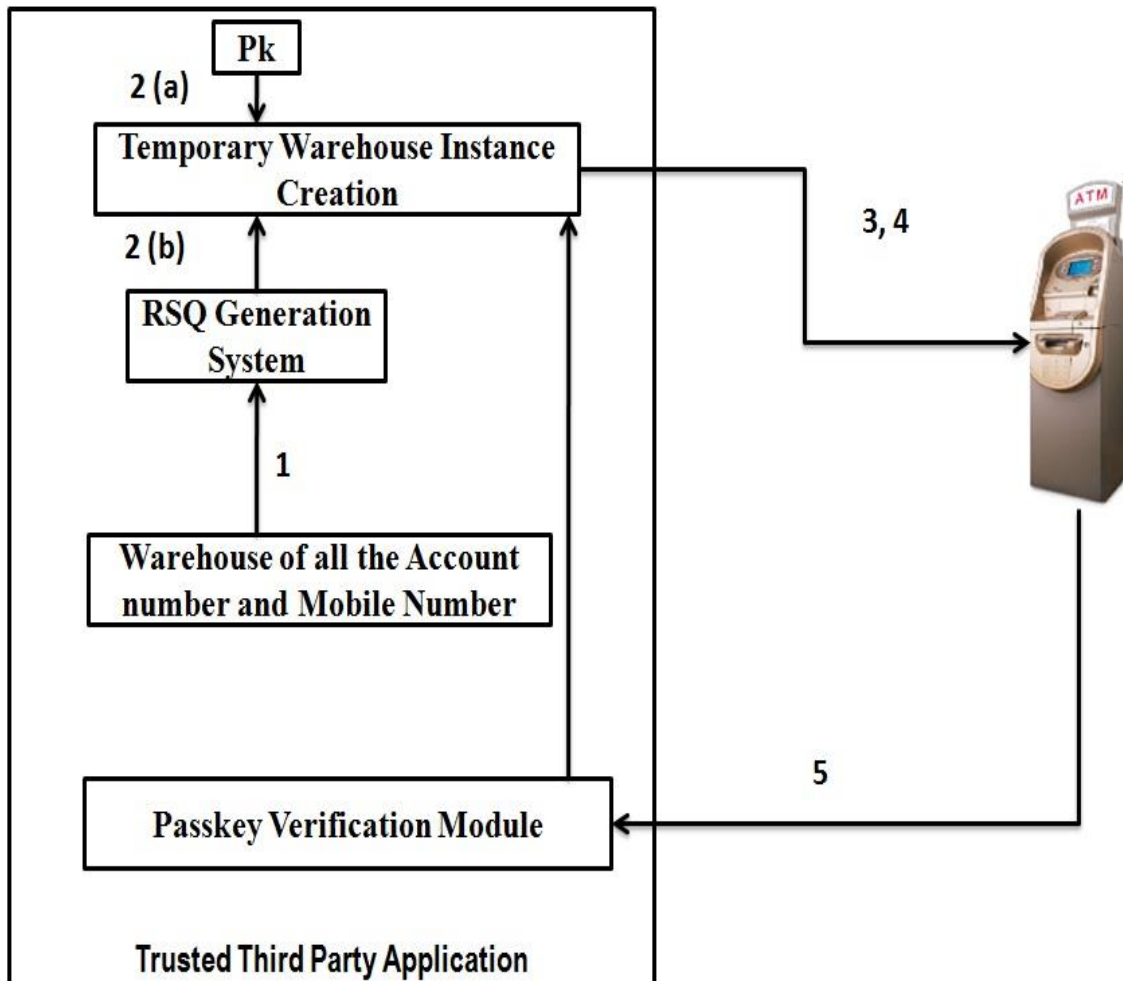 Pk
2 (a)
Temporary Warehouse Instance
Creation
ATM
3, 4
2 (b)
RSQ Generation
System
1
Warehouse of all the Account
number and Mobile Number
5
Passkey Verification Module
Trusted Third Party Application